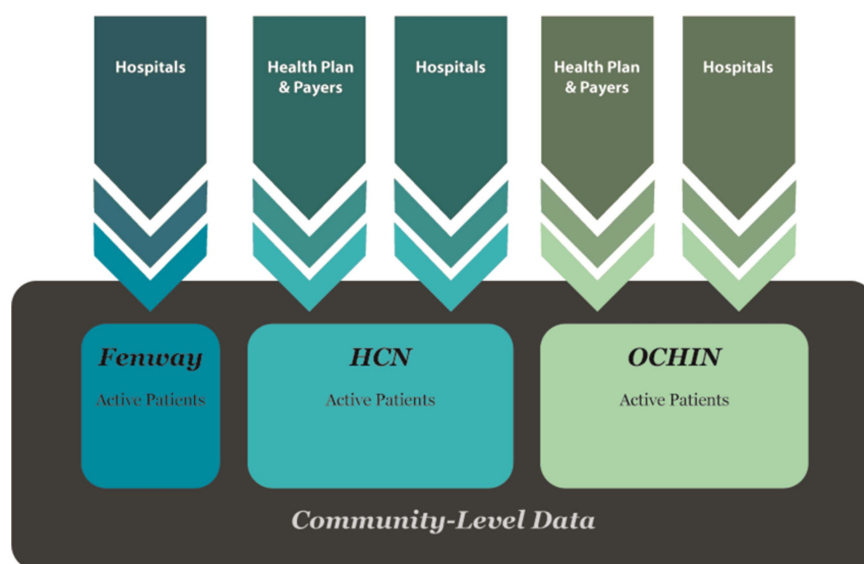 Hospitals
Health Plan
& Payers
Hospitals
Health Plan
& Payers
Hospitals
Fenway
Active Patients
HCN
Active Patients
OCHIN
Active Patients
Community-Level Data